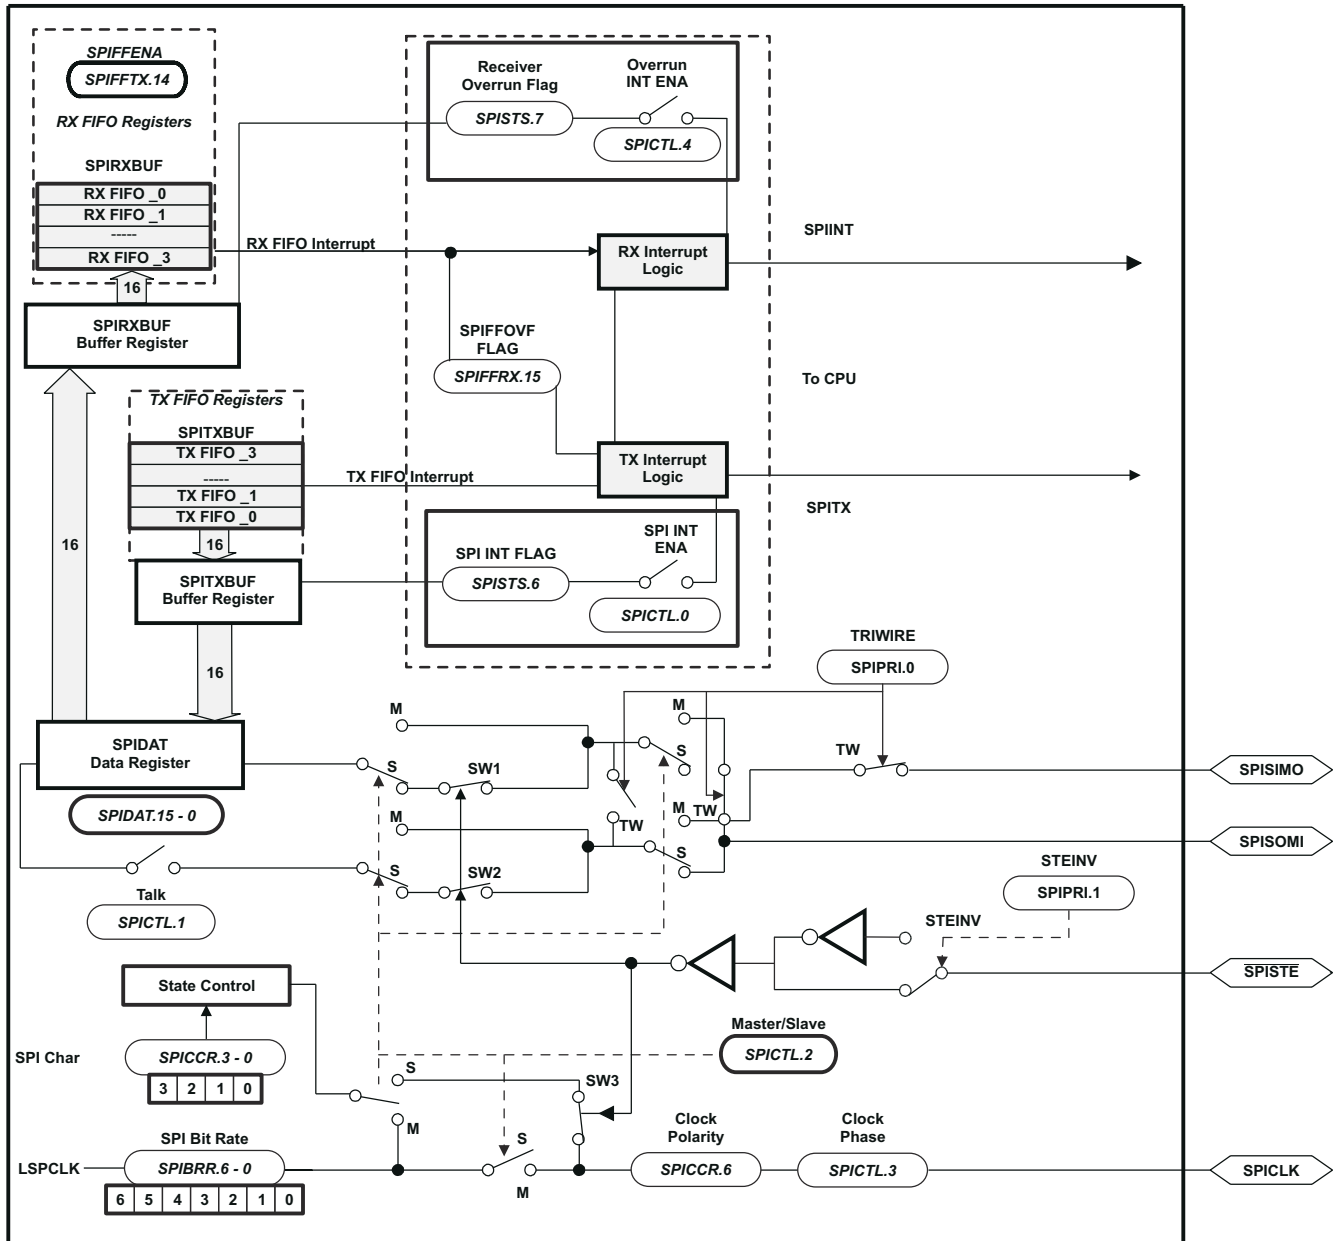 SPIFFENA
SPIFFTX.14
RX FIFO Registers
SPIRXBUF
RX FIFO _0
RX FIFO _1
-----
RX FIFO _3
16
SPIRXBUF
Buffer Register
Receiver
Overrun Flag
SPISTS.7
Overrun
INT ENA
SPICTL.4
RX FIFO Interrupt
RX Interrupt
Logic
SPIINT
SPIFFOVF
FLAG
SPIFFRX.15
To CPU
TX FIFO Registers
SPITXBUF
TX FIFO _3
-----
TX FIFO _1
TX FIFO _0
16
16
TX FIFO Interrupt
TX Interrupt
Logic
SPITX
SPITXBUF
Buffer Register
SPI INT FLAG
SPISTS.6
SPI INT
ENA
SPICTL.0
16
TRIWIRE
SPIPRI.0
SPIDAT
Data Register
SPIDAT.15 - 0
M
S
SW1
M
S
TW
M
TW
TW
SPISIMO
M
S
SW2
S
SPISOMI
Talk
SPICTL.1
STEINV
SPIPRI.1
STEINV
SPISTE
State Control
SPI Char
SPICCR.3 - 0
3 2 1 0
Master/Slave
SPICTL.2
S
M
SW3
S
M
Clock
Polarity
SPICCR.6
Clock
Phase
SPICTL.3
SPICLK
SPI Bit Rate
LSPCLK
SPIBRR.6 - 0
6 5 4 3 2 1 0